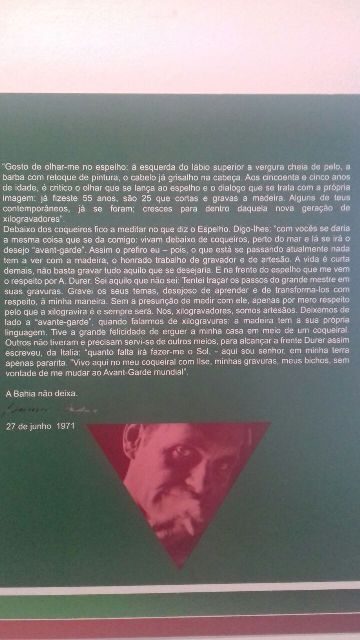 "Gosto de olhar-me no espelho: à esquerda do lábio superior a vergura cheia de pelo, a
barba com retoque de pintura, o cabelo já grisalho na cabeça. Aos cincoenta e cinco anos
de idade, é critico o olhar que se lança ao espelho e o dialogo que se trata com a própria
imagem: já fizeste 55 anos, são 25 que cortas e gravas a madeira. Alguns de teus
contemporâneos, já se foram; cresces para dentro daquela nova geração de
xilogravadores".
Debaixo dos coqueiros fico a meditar no que diz o Espelho. Digo-lhes: "com vocês se daria
a mesma coisa que se dá comigo: vivam debaixo de coqueiros, perto do mar e lá se irá o
desejo "avant-garde". Assim o prefiro eu – pois, o que está se passando atualmente nada
tem a ver com a madeira, o honrado trabalho de gravador e de artesão. A vida é curta
demais, não basta gravar tudo aquilo que se desejaria. E na frente do espelho que me vem
o respeito por A. Durer. Sei aquilo que não sei: Tentei traçar os passos do grande mestre em
suas gravuras. Gravei os seus temas, desejoso de aprender e de transforma-los com
respeito, à minha maneira. Sem a presunção de medir com ele, apenas por mero respeito
pelo que a xilogravira é e sempre será. Nos, xilogravadores, somos artesãos. Deixemos de
lado a "avante-garde", quando falarmos de xilogravuras: a madeira tem a sua própria
linguagem. Tive a grande felicidade de erguer a minha casa em meio de um coqueiral.
Outros não tiveram e precisam servi-se de outros meios, para alcançar a frente Durer assim
escreveu, da Italia: "quanto falta irá fazer-me o Sol, - aqui sou senhor, em minha terra
apenas pararita. "Vivo aqui no meu coqueiral com Ilse, minhas gravuras, meus bichos, sem
vontade de me mudar ao Avant-Garde mundial".
A Bahia não deixa.
27 de junho 1971